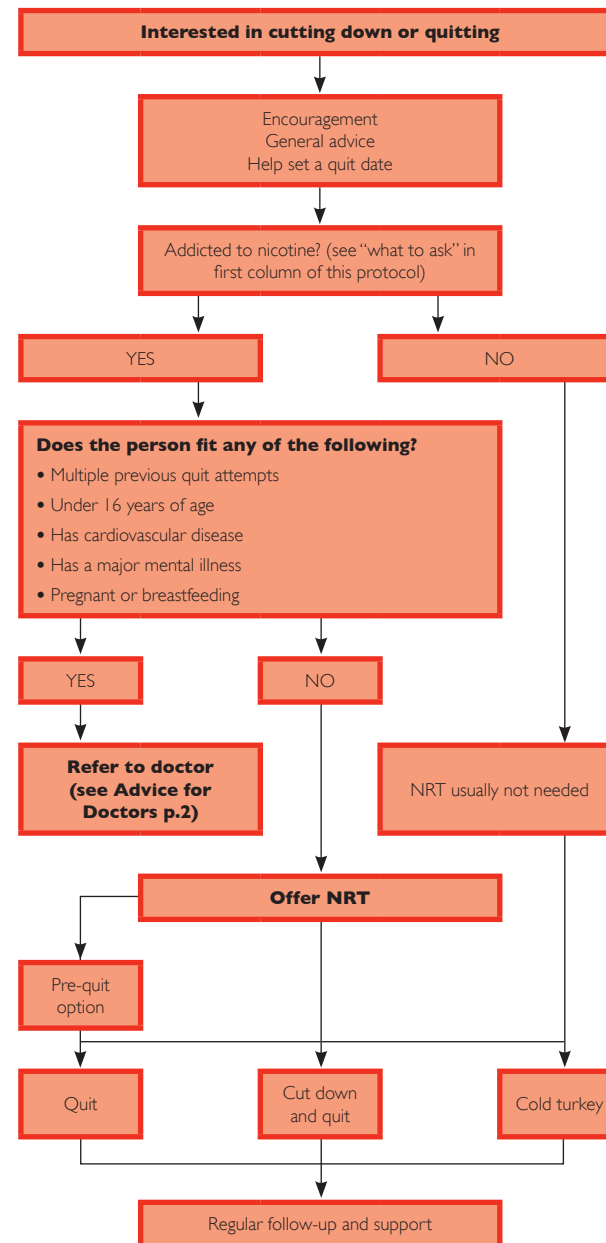 Interested in cutting down or quitting
Encouragement
General advice
Help set a quit date
Addicted to nicotine? (see “what to ask” in
first column of this protocol)
YES
NO
Does the person fit any of the following?
• Multiple previous quit attempts
• Under 16 years of age
• Has cardiovascular disease
• Has a major mental illness
• Pregnant or breastfeeding
YES
NO
Refer to doctor
(see Advice for
Doctors p.2)
NRT usually not needed
Offer NRT
Pre-quit
option
Quit
Cut down
and quit
Cold turkey
Regular follow-up and support